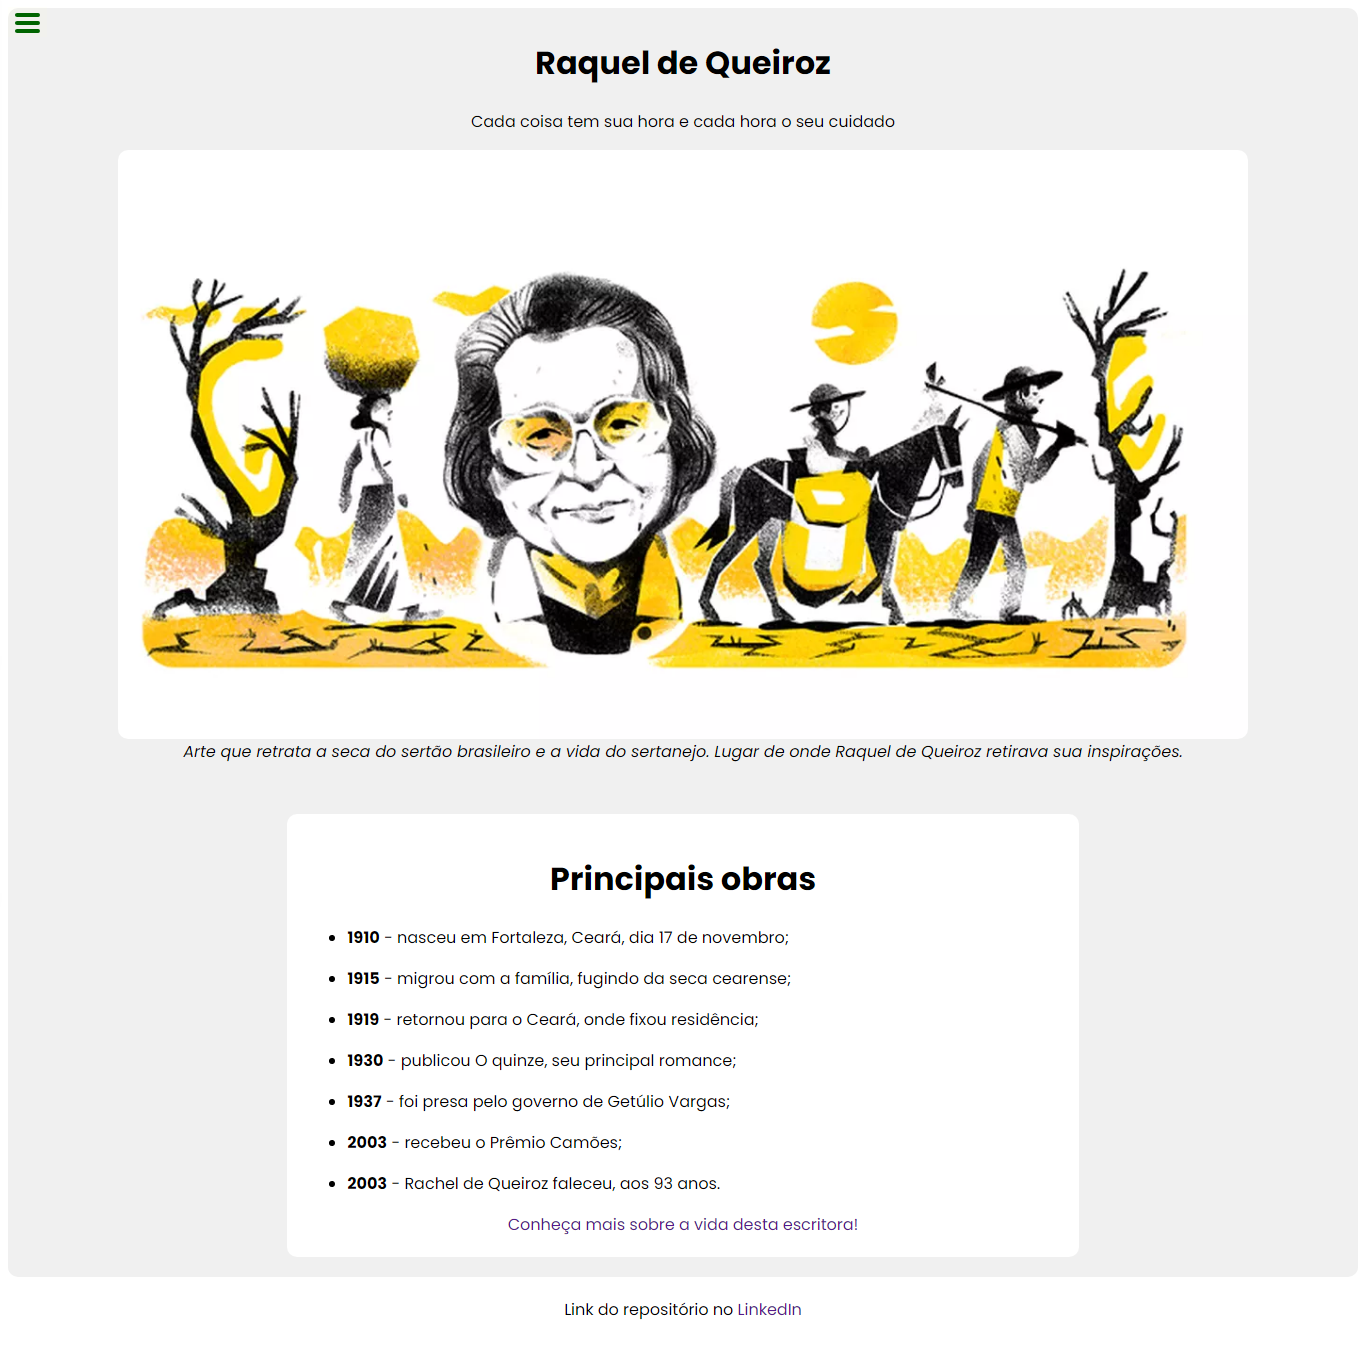 Raquel de Queiroz
Cada coisa tem sua hora e cada hora o seu cuidado
Arte que retrata a seca do sertão brasileiro e a vida do sertanejo. Lugar de onde Raquel de Queiroz retirava sua inspirações.
Principais obras
1910 - nasceu em Fortaleza, Ceará, dia 17 de novembro;
1915 - migrou com a família, fugindo da seca cearense;
1919 - retornou para o Ceará, onde fixou residência;
1930 - publicou O quinze, seu principal romance;
1937 - foi presa pelo governo de Getúlio Vargas;
2003 - recebeu o Prêmio Camões;
2003 - Rachel de Queiroz faleceu, aos 93 anos.
Conheça mais sobre a vida desta escritora!
Link do repositório no LinkedIn